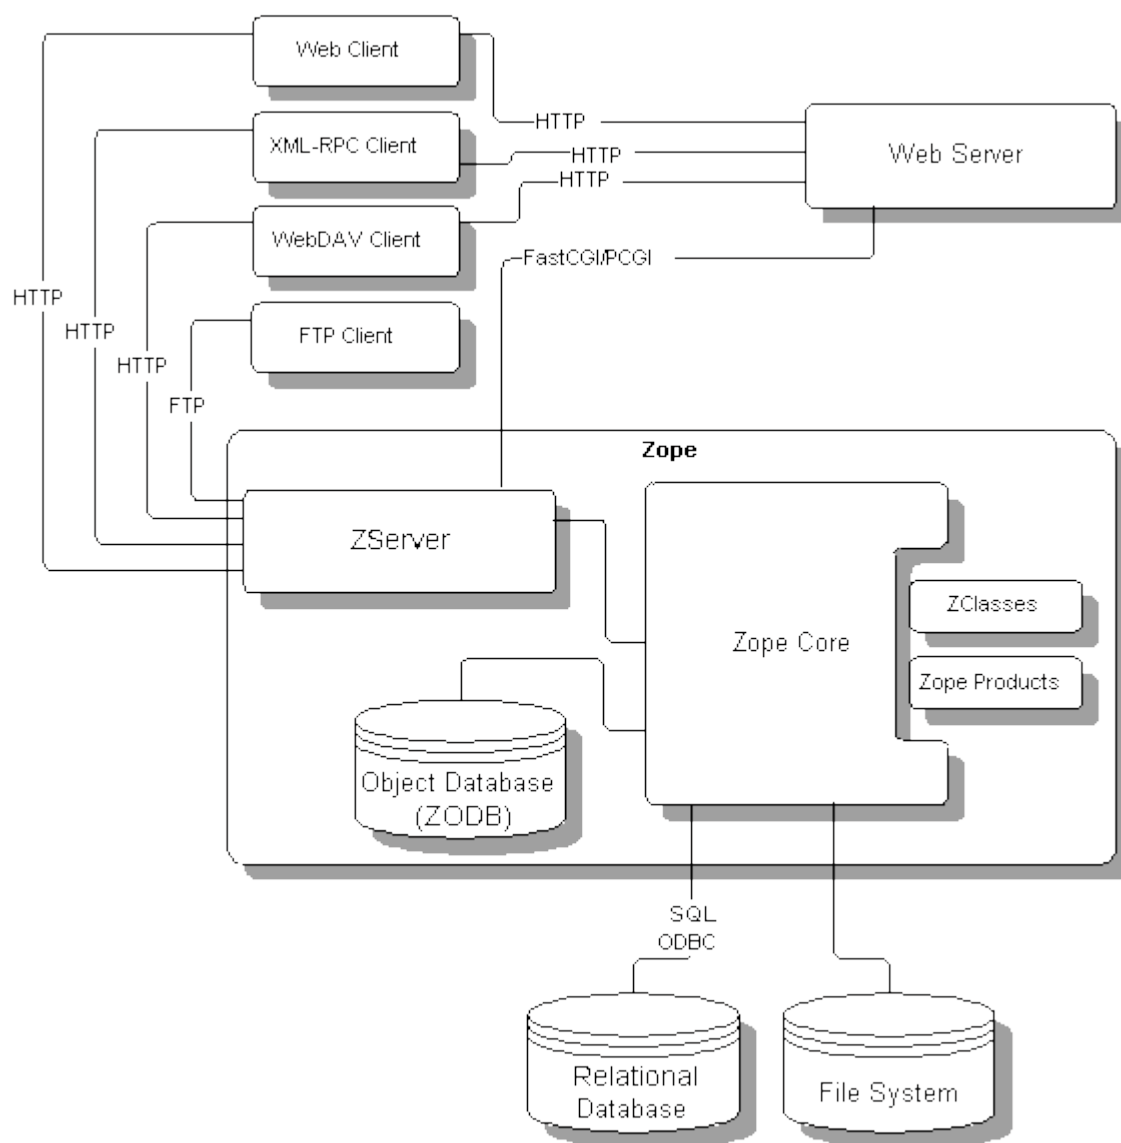 Web Client
HTTP
XML-RPC Client
HTTP
Web Server
HTTP
WebDAV Client
FastCGI/PCGI
HTTP
HTTP
FTP Client
HTTP
FTP
Zope
ZServer
ZClasses
Zope Core
Zope Products
Object Database
(ZODB)
SQL
ODBC
Relational
Database
File System